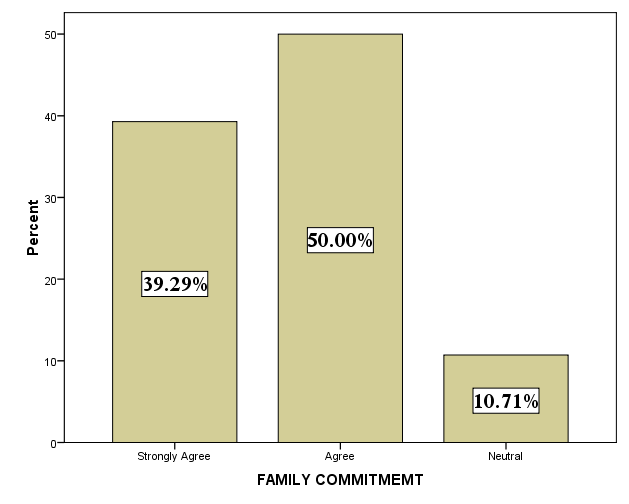 Percent
50
40
30
20
10
0
39.29%
50.00%
10.71%
Strongly Agree
Agree
Neutral
FAMILY COMMITMEMT